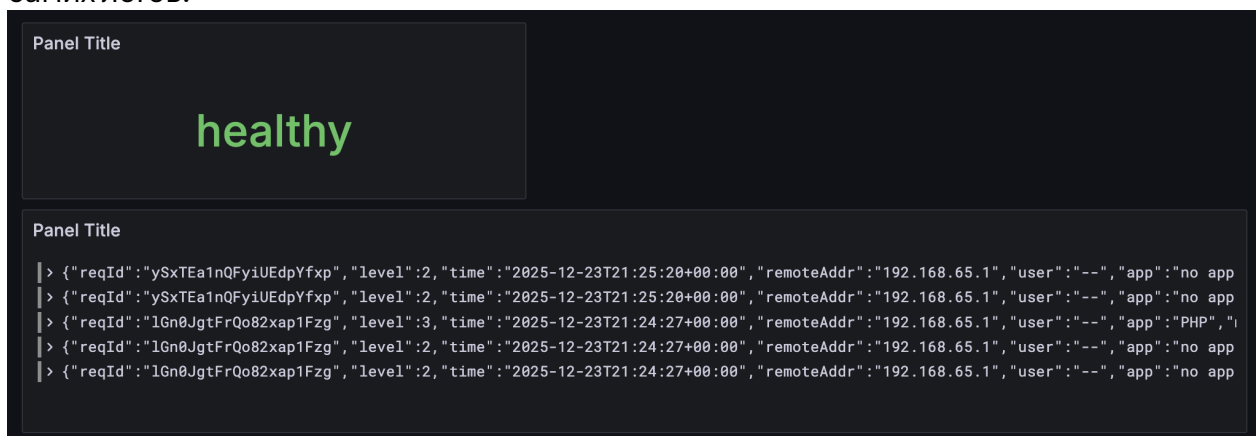 Panel Title
healthy
Panel Title
> {"reqId":"ySxTEa1nQFyiUEdpYfxp","level":2,"time":"2025-12-23T21:25:20+00:00","remoteAddr":"192.168.65.1","user":"--","app":"no app
> {"reqId":"ySxTEa1nQFyiUEdpYfxp","level":2,"time":"2025-12-23T21:25:20+00:00","remoteAddr":"192.168.65.1","user":"--","app":"no app
> {"reqId":"lGn0JgtFrQo82xap1Fzg","level":3,"time":"2025-12-23T21:24:27+00:00","remoteAddr":"192.168.65.1","user":"--","app":"PHP","
> {"reqId":"lGn0JgtFrQo82xap1Fzg","level":2,"time":"2025-12-23T21:24:27+00:00","remoteAddr":"192.168.65.1","user":"--","app":"no app
> {"reqId":"lGn0JgtFrQo82xap1Fzg","level":2,"time":"2025-12-23T21:24:27+00:00","remoteAddr":"192.168.65.1","user":"--","app":"no app